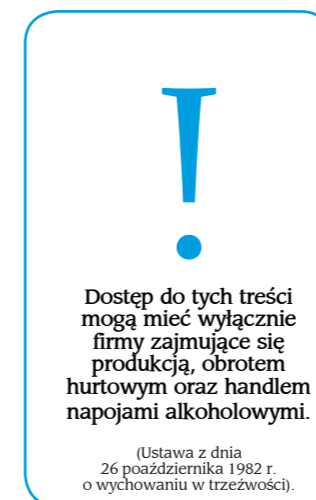 !
Dostęp do tych treści
mogą mieć wyłącznie
firmy zajmujące się
produkcją, obrotem
hurtowym oraz handlem
napojami alkoholowymi.
(Ustawa z dnia
26 poaździernika 1982 r.
o wychowaniu w trzeźwości).